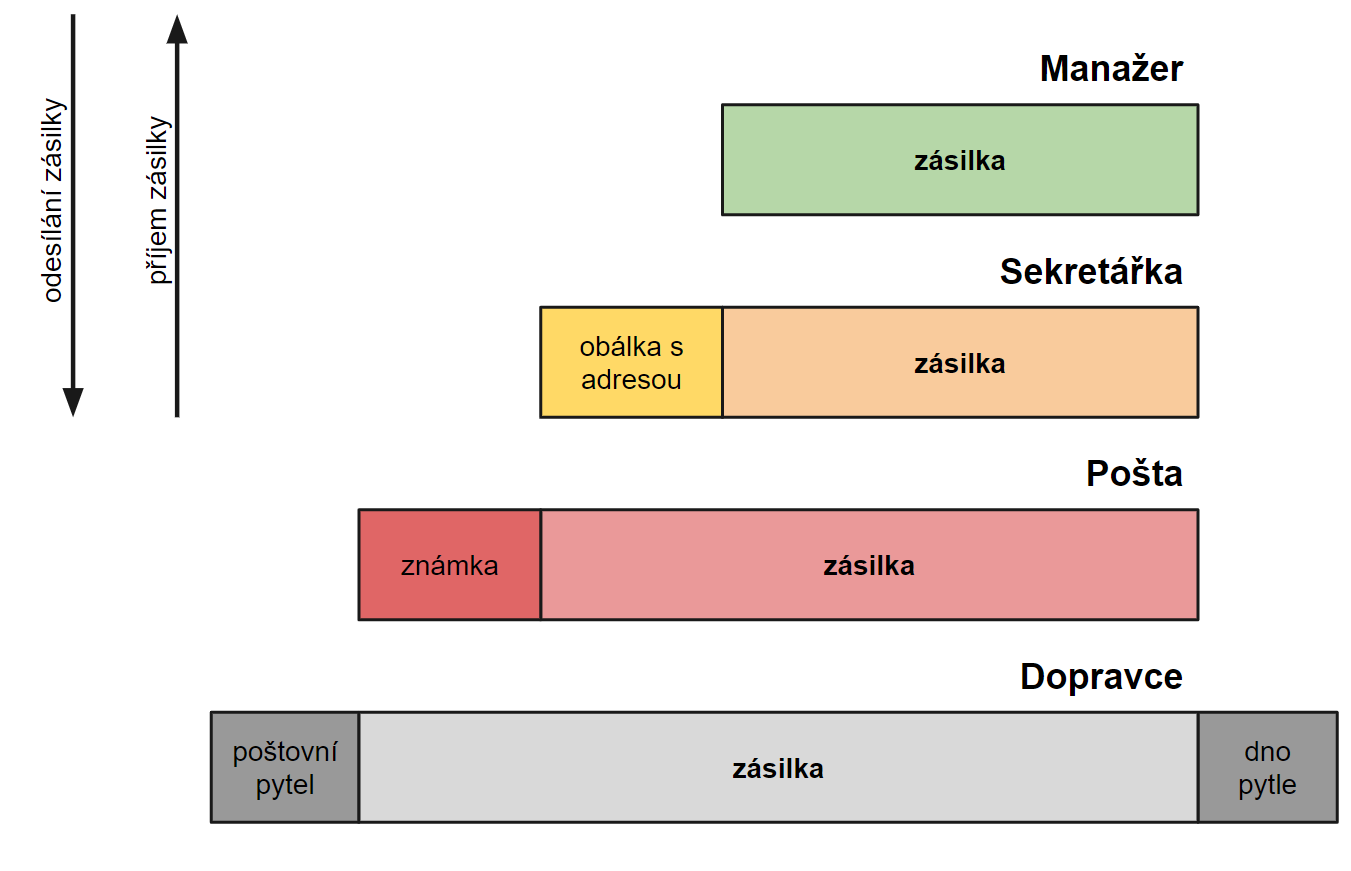 odesílání zásilky
příjem zásilky
Manažer
zásilka
Sekretářka
obálka s
adresou
zásilka
Pošta
známka
zásilka
Dopravce
poštovní
pytel
zásilka
dno
pytle